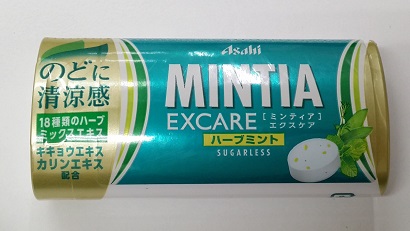 のどに
清涼感
18種類のハーブ
ミックスエキス
キキョウエキス
カリンエキス
配合
Asahi
MINTIA
EXCARE [ミンティア]
エクスケア
ハーブミント
SUGARLESS